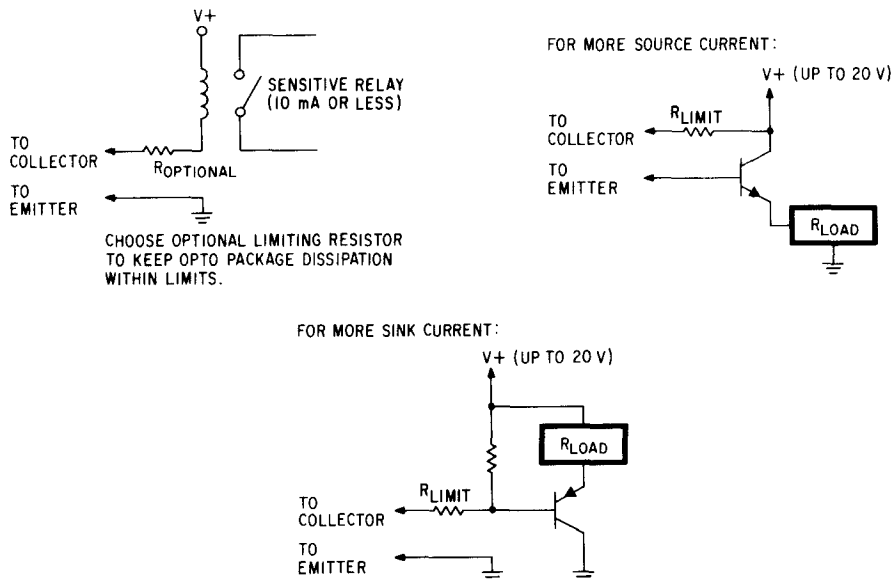 V+
SENSITIVE RELAY
(10 mA OR LESS)
TO
COLLECTOR
ROPTIONAL
TO
EMITTER
CHOOSE OPTIONAL LIMITING RESISTOR
TO KEEP OPTO PACKAGE DISSIPATION
WITHIN LIMITS.
FOR MORE SOURCE CURRENT:
V+ (UP TO 20 V)
RLIMIT
TO
COLLECTOR
TO
EMITTER
RLOAD
FOR MORE SINK CURRENT:
V+ (UP TO 20 V)
RLOAD
RLIMIT
TO
COLLECTOR
TO
EMITTER